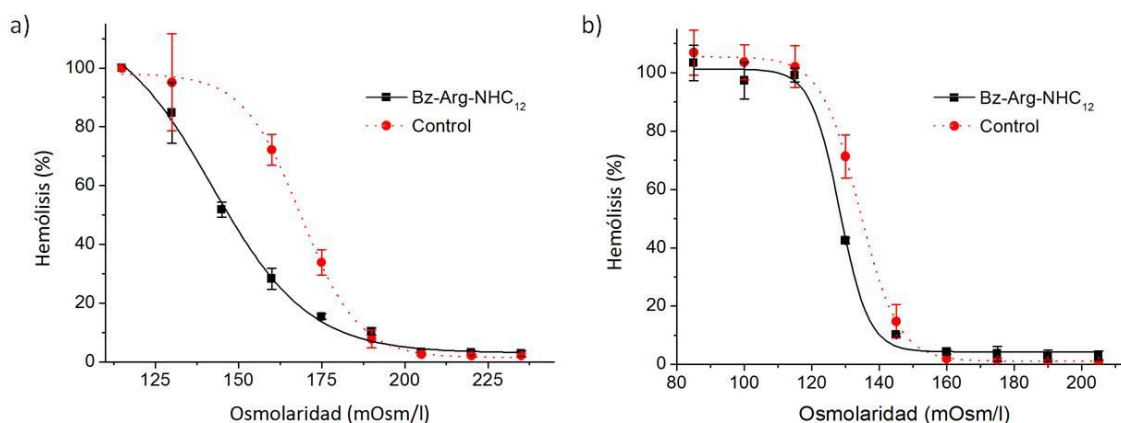 a)
Hemólisis (%)
100
80
60
40
20
0
125
150
175
200
225
Osmolaridad (mOsm/l)
Bz-Arg-NHC₁₂
Control
b)
Hemólisis (%)
100
80
60
40
20
0
80
100
120
140
160
180
200
Osmolaridad (mOsm/l)
Bz-Arg-NHC₁₂
Control